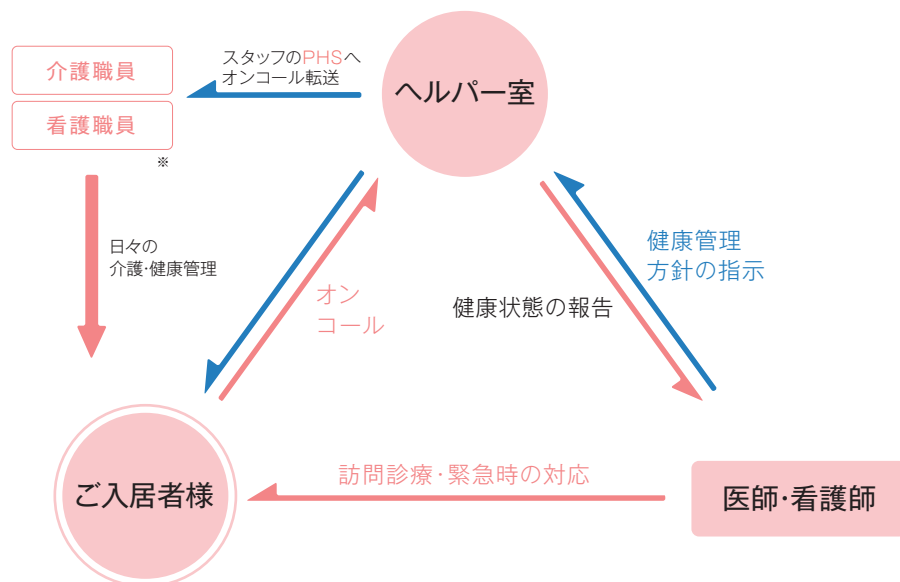 介護職員
看護職員
※
スタッフのPHSへ
オンコール転送
ヘルパー室
日々の
介護・健康管理
オン
コール
健康状態の報告
健康管理
方針の指示
ご入居者様
訪問診療・緊急時の対応
医師・看護師